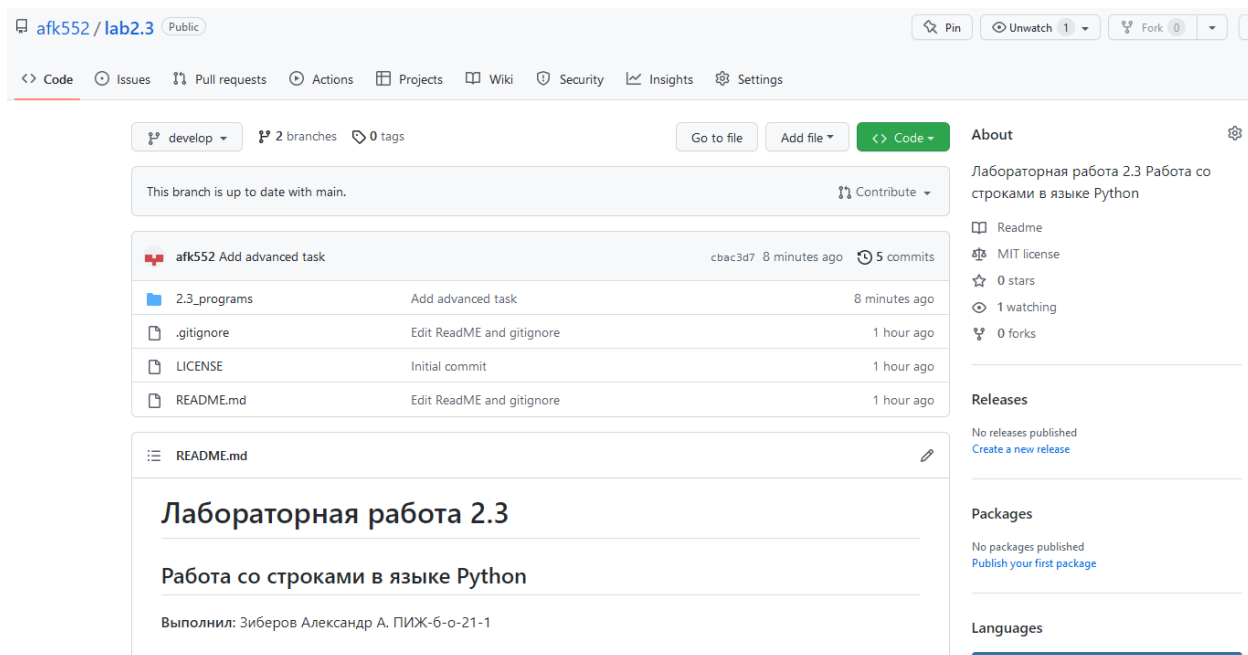 afk552 / lab2.3 Public
Pin Unwatch 1 Fork 0
Code Issues Pull requests Actions Projects Wiki Security Insights Settings
develop 2 branches 0 tags Go to file Add file Code
This branch is up to date with main. Contribute
afk552 Add advanced task cbac3d7 8 minutes ago 5 commits
2.3_programs Add advanced task 8 minutes ago
.gitignore Edit ReadME and gitignore 1 hour ago
LICENSE Initial commit 1 hour ago
README.md Edit ReadME and gitignore 1 hour ago
README.md
Лабораторная работа 2.3
Работа со строками в языке Python
Выполнил: Зиберов Александр А. ПИЖ-б-о-21-1
About
Лабораторная работа 2.3 Работа со
строками в языке Python
Readme
MIT license
0 stars
1 watching
0 forks
Releases
No releases published
Create a new release
Packages
No packages published
Publish your first package
Languages